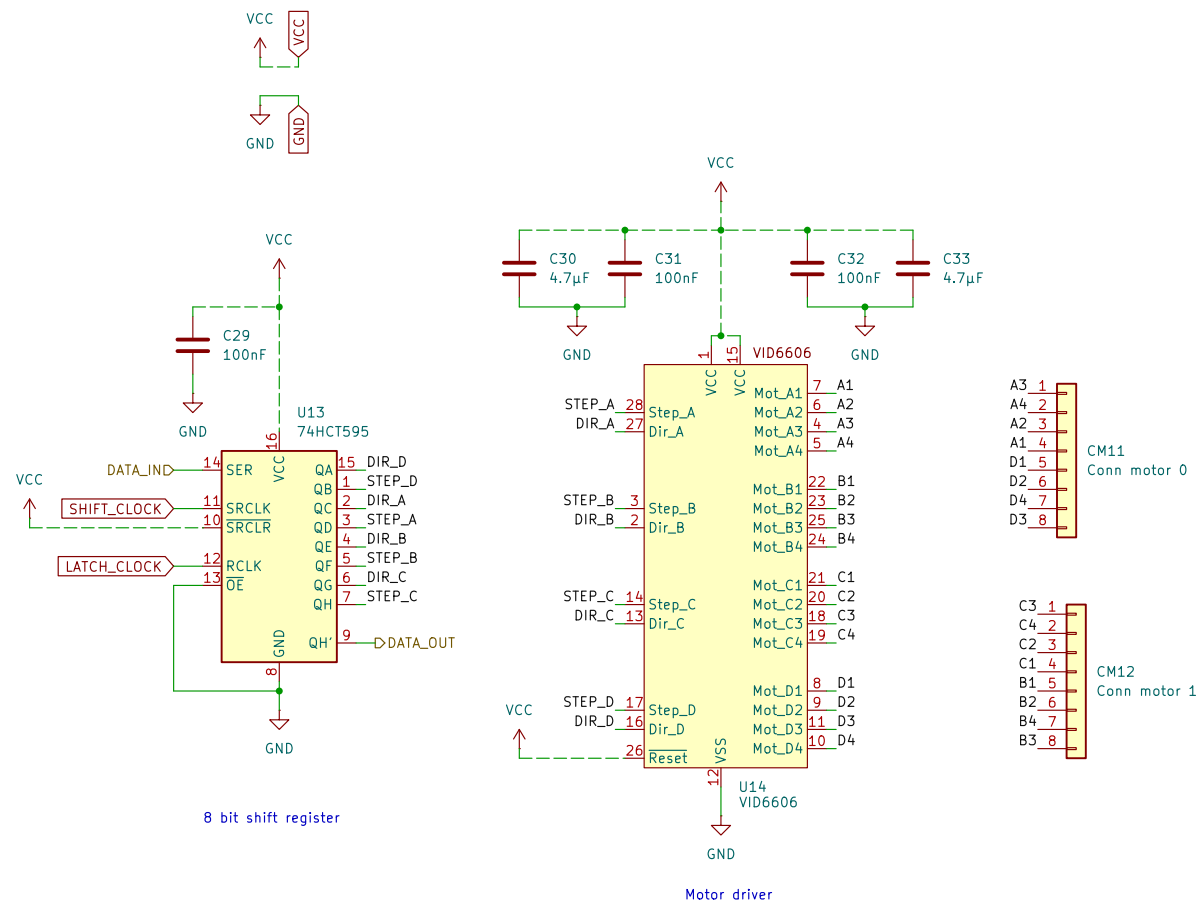 VCC
VCC
GND
GND
VCC
C29
100nF
GND
U13
74HCT595
16
VCC
DATA_IN
14
SER
VCC
SHIFT_CLOCK
11
SRCLK
10
SRCLR
LATCH_CLOCK
12
RCLK
13
OE
QA
15
DIR_D
QB
1
STEP_D
QC
2
DIR_A
QD
3
STEP_A
QE
4
DIR_B
QF
5
STEP_B
QG
6
DIR_C
QH
7
STEP_C
QH'
9
DATA_OUT
GND
8
GND
8 bit shift register
VCC
C30
4.7µF
C31
100nF
C32
100nF
C33
4.7µF
GND
GND
1
15
VID6606
VCC
VCC
STEP_A
28
Step_A
DIR_A
27
Dir_A
STEP_B
3
Step_B
DIR_B
2
Dir_B
STEP_C
14
Step_C
DIR_C
13
Dir_C
STEP_D
17
Step_D
DIR_D
16
Dir_D
VCC
26
Reset
Mot_A1
7
A1
Mot_A2
6
A2
Mot_A3
4
A3
Mot_A4
5
A4
Mot_B1
22
B1
Mot_B2
23
B2
Mot_B3
25
B3
Mot_B4
24
B4
Mot_C1
21
C1
Mot_C2
20
C2
Mot_C3
18
C3
Mot_C4
19
C4
Mot_D1
8
D1
Mot_D2
9
D2
Mot_D3
11
D3
Mot_D4
10
D4
VSS
12
U14
VID6606
GND
Motor driver
A3 1
A4 2
A2 3
A1 4
D1 5
D2 6
D4 7
D3 8
CM11
Conn motor 0
C3 1
C4 2
C2 3
C1 4
B1 5
B2 6
B4 7
B3 8
CM12
Conn motor 1